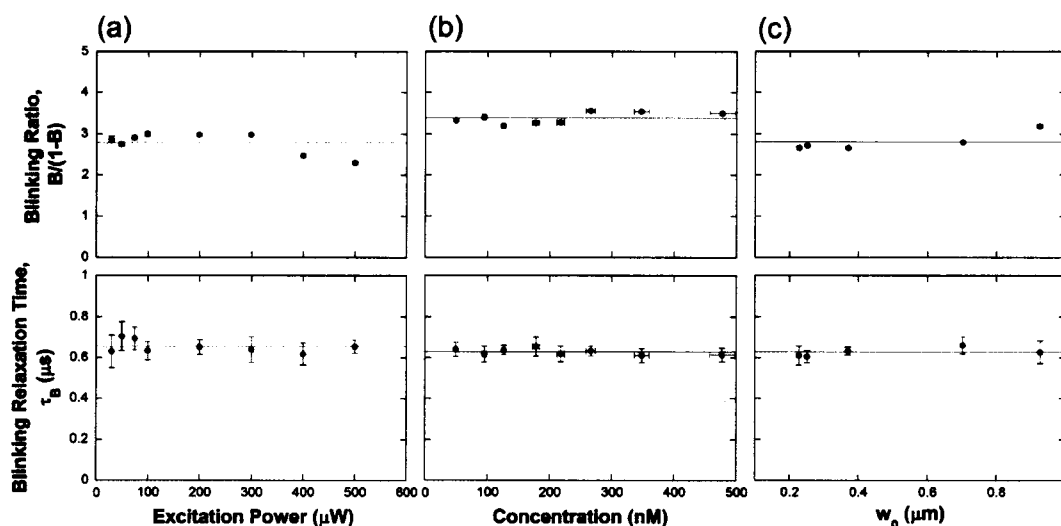 (a)
(b)
(c)
Blinking Ratio,
B/(1-B)
5
4
3
2
1
0
Blinking Relaxation Time,
τB (μs)
1
0.8
0.6
0.4
0.2
0
0 100 200 300 400 500 600
Excitation Power (μW)
0 100 200 300 400 500
Concentration (nM)
0.2 0.4 0.6 0.8
w0 (μm)